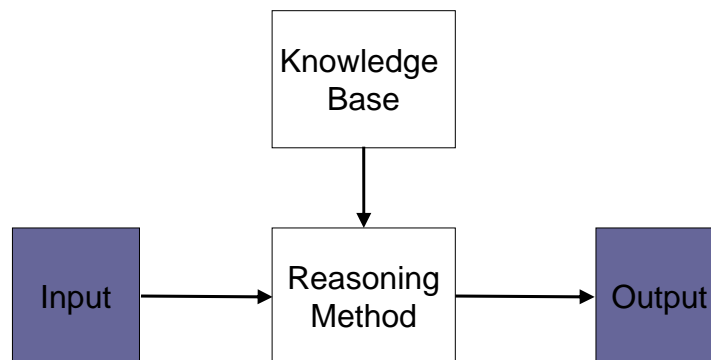 Knowledge
Base
Input
Reasoning
Method
Output